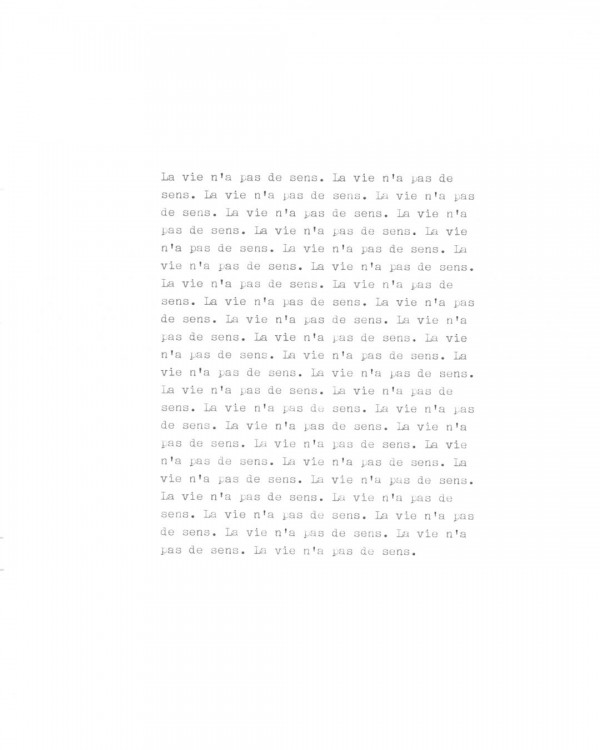 La vie n'a pas de sens. La vie n'a pas de
sens. La vie n'a pas de sens. La vie n'a pas
de sens. La vie n'a pas de sens. La vie n'a
pas de sens. La vie n'a pas de sens. La vie
n'a pas de sens. La vie n'a pas de sens. La
vie n'a pas de sens. La vie n'a pas de sens.
La vie n'a pas de sens. La vie n'a pas de
sens. La vie n'a pas de sens. La vie n'a pas
de sens. La vie n'a pas de sens. La vie n'a
pas de sens. La vie n'a pas de sens. La vie
n'a pas de sens. La vie n'a pas de sens. La
vie n'a pas de sens. La vie n'a pas de sens.
La vie n'a pas de sens. La vie n'a pas de
sens. La vie n'a pas de sens. La vie n'a pas
de sens. La vie n'a pas de sens. La vie n'a
pas de sens. La vie n'a pas de sens. La vie
n'a pas de sens. La vie n'a pas de sens. La
vie n'a pas de sens. La vie n'a pas de sens.
La vie n'a pas de sens. La vie n'a pas de
sens. La vie n'a pas de sens. La vie n'a pas
de sens. La vie n'a pas de sens. La vie n'a
pas de sens. La vie n'a pas de sens.